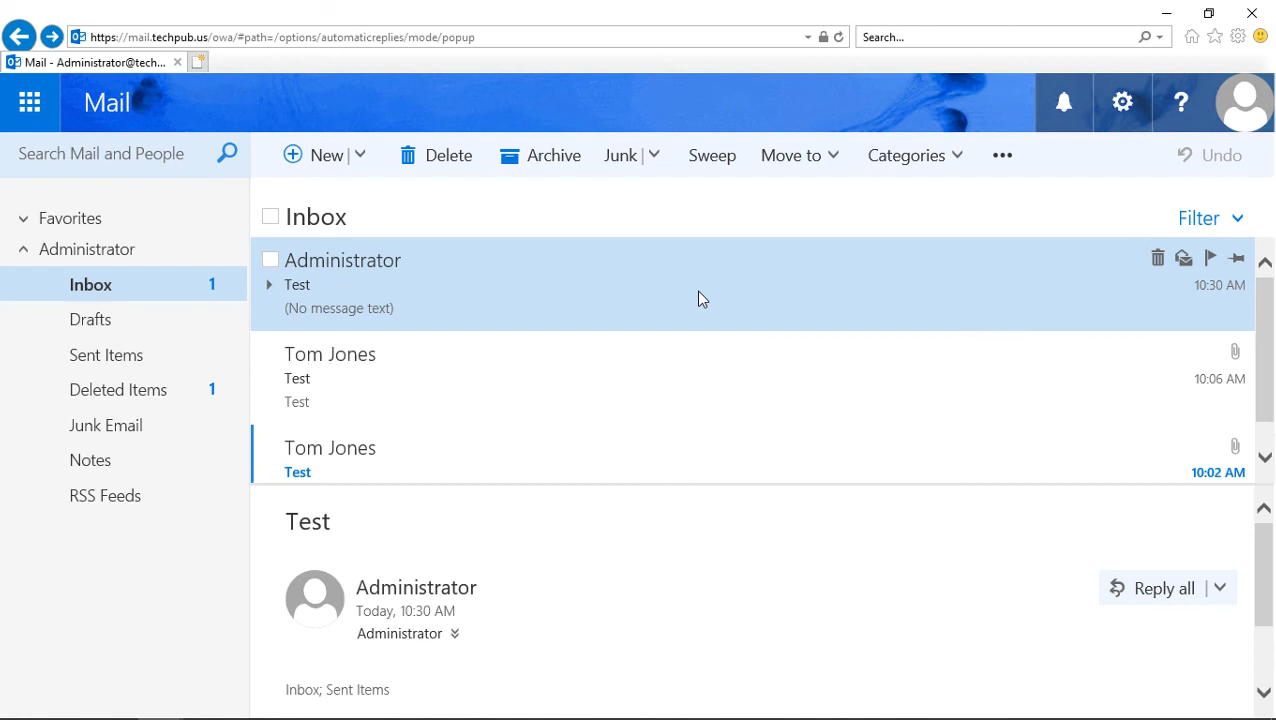 https://mail.techpub.us/owa/#path=/options/automaticreplies/mode/popup
Search...
Mail - Administrator@tech...
Mail
Search Mail and People
New
Delete
Archive
Junk
Sweep
Move to
Categories
Undo
Favorites
Administrator
Inbox 1
Drafts
Sent Items
Deleted Items 1
Junk Email
Notes
RSS Feeds
Inbox
Filter
Administrator
Test
10:30 AM
(No message text)
Tom Jones
Test
10:06 AM
Test
Tom Jones
Test
10:02 AM
Test
Administrator
Today, 10:30 AM
Administrator
Reply all
Inbox; Sent Items